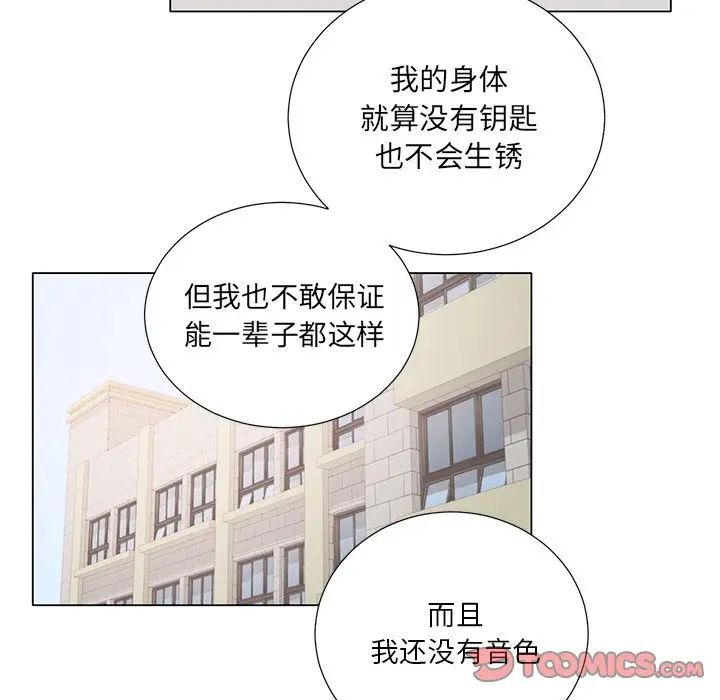 我的身体
就算没有钥匙
也不会生锈
但我也不敢保证
能一辈子都这样
而且
我还没有音色
TOOMICS.COM